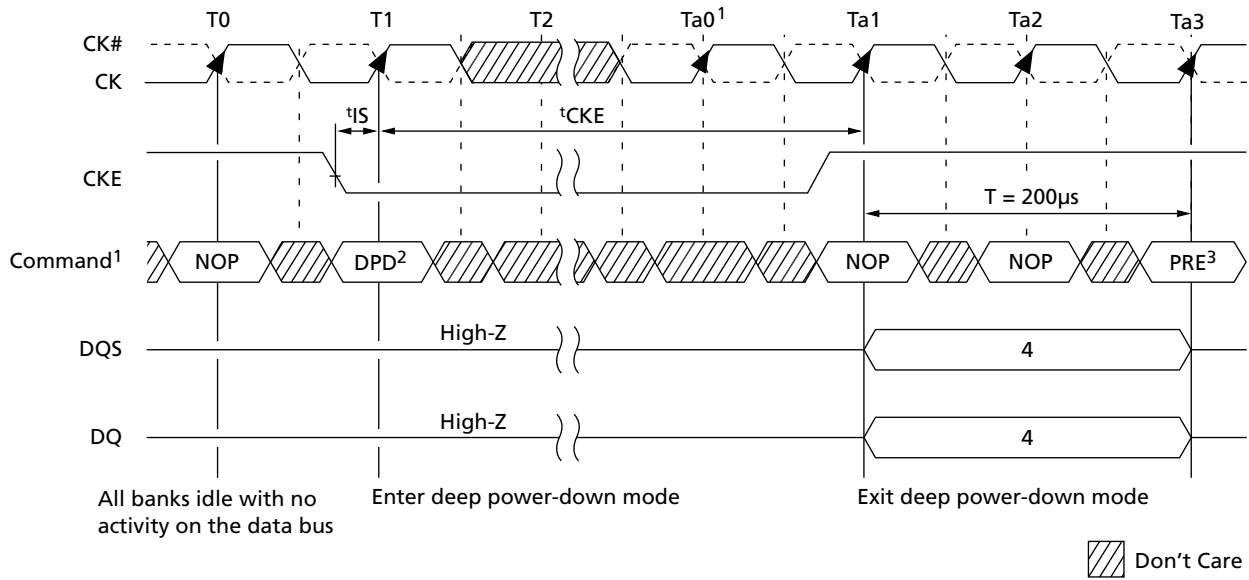 T0 T1 T2 Ta0¹ Ta1 Ta2 Ta3
CK#
CK
ᵗIS ᵗCKE
CKE
T = 200µs
Command¹ NOP DPD² NOP NOP PRE³
DQS High-Z 4
DQ High-Z 4
All banks idle with no
activity on the data bus
Enter deep power-down mode
Exit deep power-down mode
Don't Care